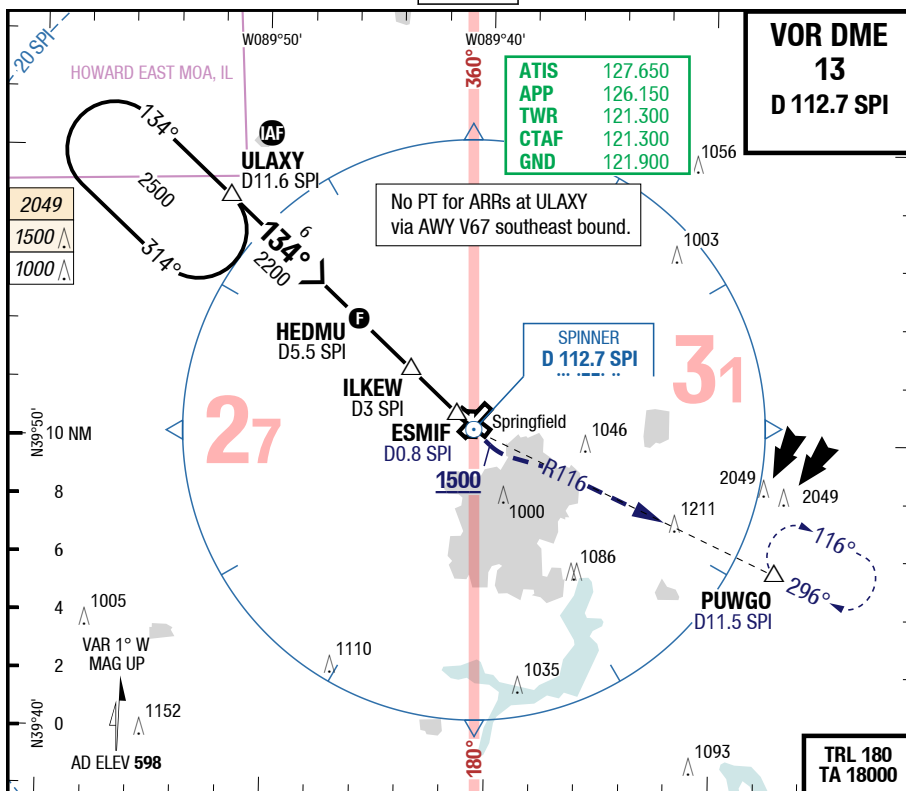 20 SPI
W089°50'
W089°40'
HOWARD EAST MOA, IL
360°
VOR DME
13
D 112.7 SPI
ATIS 127.650
APP 126.150
TWR 121.300
CTAF 121.300
GND 121.900
134°
2500
314°
IAF
ULAXY
D11.6 SPI
1056
No PT for ARRs at ULAXY
via AWY V67 southeast bound.
2049
1500
1000
6
134°
2200
1003
F
HEDMU
D5.5 SPI
SPINNER
D 112.7 SPI
27
31
ILKEW
D3 SPI
ESMIF
D0.8 SPI
Springfield
1046
N39°50'
10 NM
1500
R116
1000
1211
2049
2049
8
6
4
2
0
116°
296°
1086
PUWGO
D11.5 SPI
1005
VAR 1° W
MAG UP
1110
1035
1152
N39°40'
AD ELEV 598
180°
1093
TRL 180
TA 18000